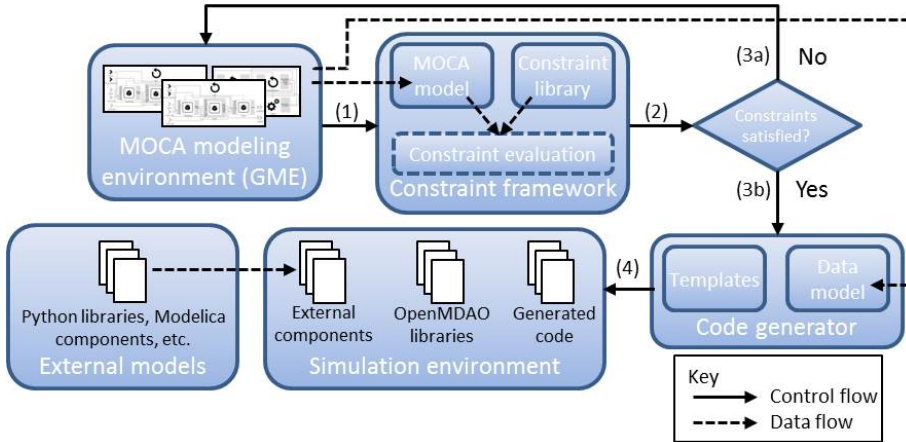 (3a)
No
MOCA
model
Constraint
library
(1)
(2)
Constraints
satisfied?
Constraint evaluation
MOCA modeling
environment (GME)
Constraint framework
(3b)
Yes
Python libraries, Modelica
components, etc.
External models
External
components
OpenMDAO
libraries
Generated
code
Simulation environment
(4)
Templates
Data
model
Code generator
Key
Control flow
Data flow